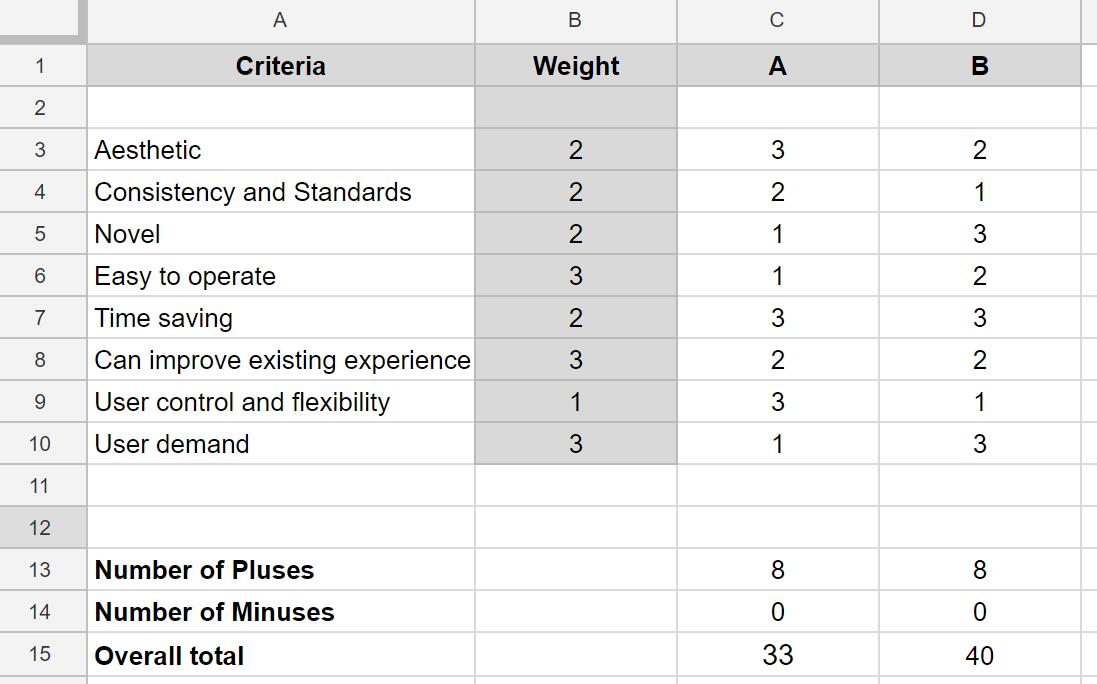 A B C D
1 Criteria Weight A B
2
3 Aesthetic 2 3 2
4 Consistency and Standards 2 2 1
5 Novel 2 1 3
6 Easy to operate 3 1 2
7 Time saving 2 3 3
8 Can improve existing experience 3 2 2
9 User control and flexibility 1 3 1
10 User demand 3 1 3
11
12
13 Number of Pluses 8 8
14 Number of Minuses 0 0
15 Overall total 33 40